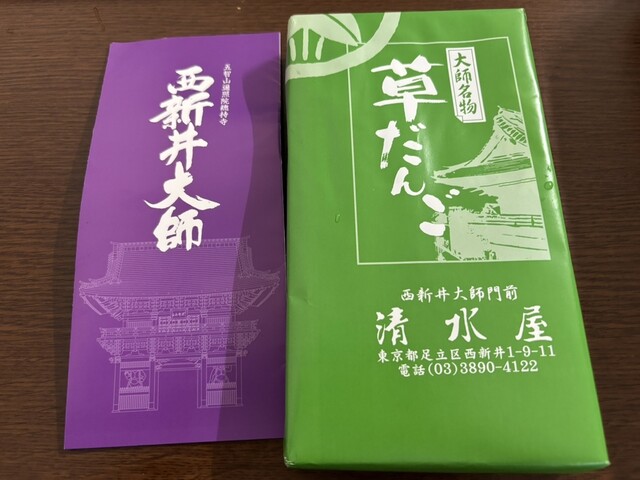 五智山遍照院總持寺
西新井大師
大師名物
草だんご
西新井大師門前
清水屋
東京都足立区西新井1-9-11
電話(03)3890-4122